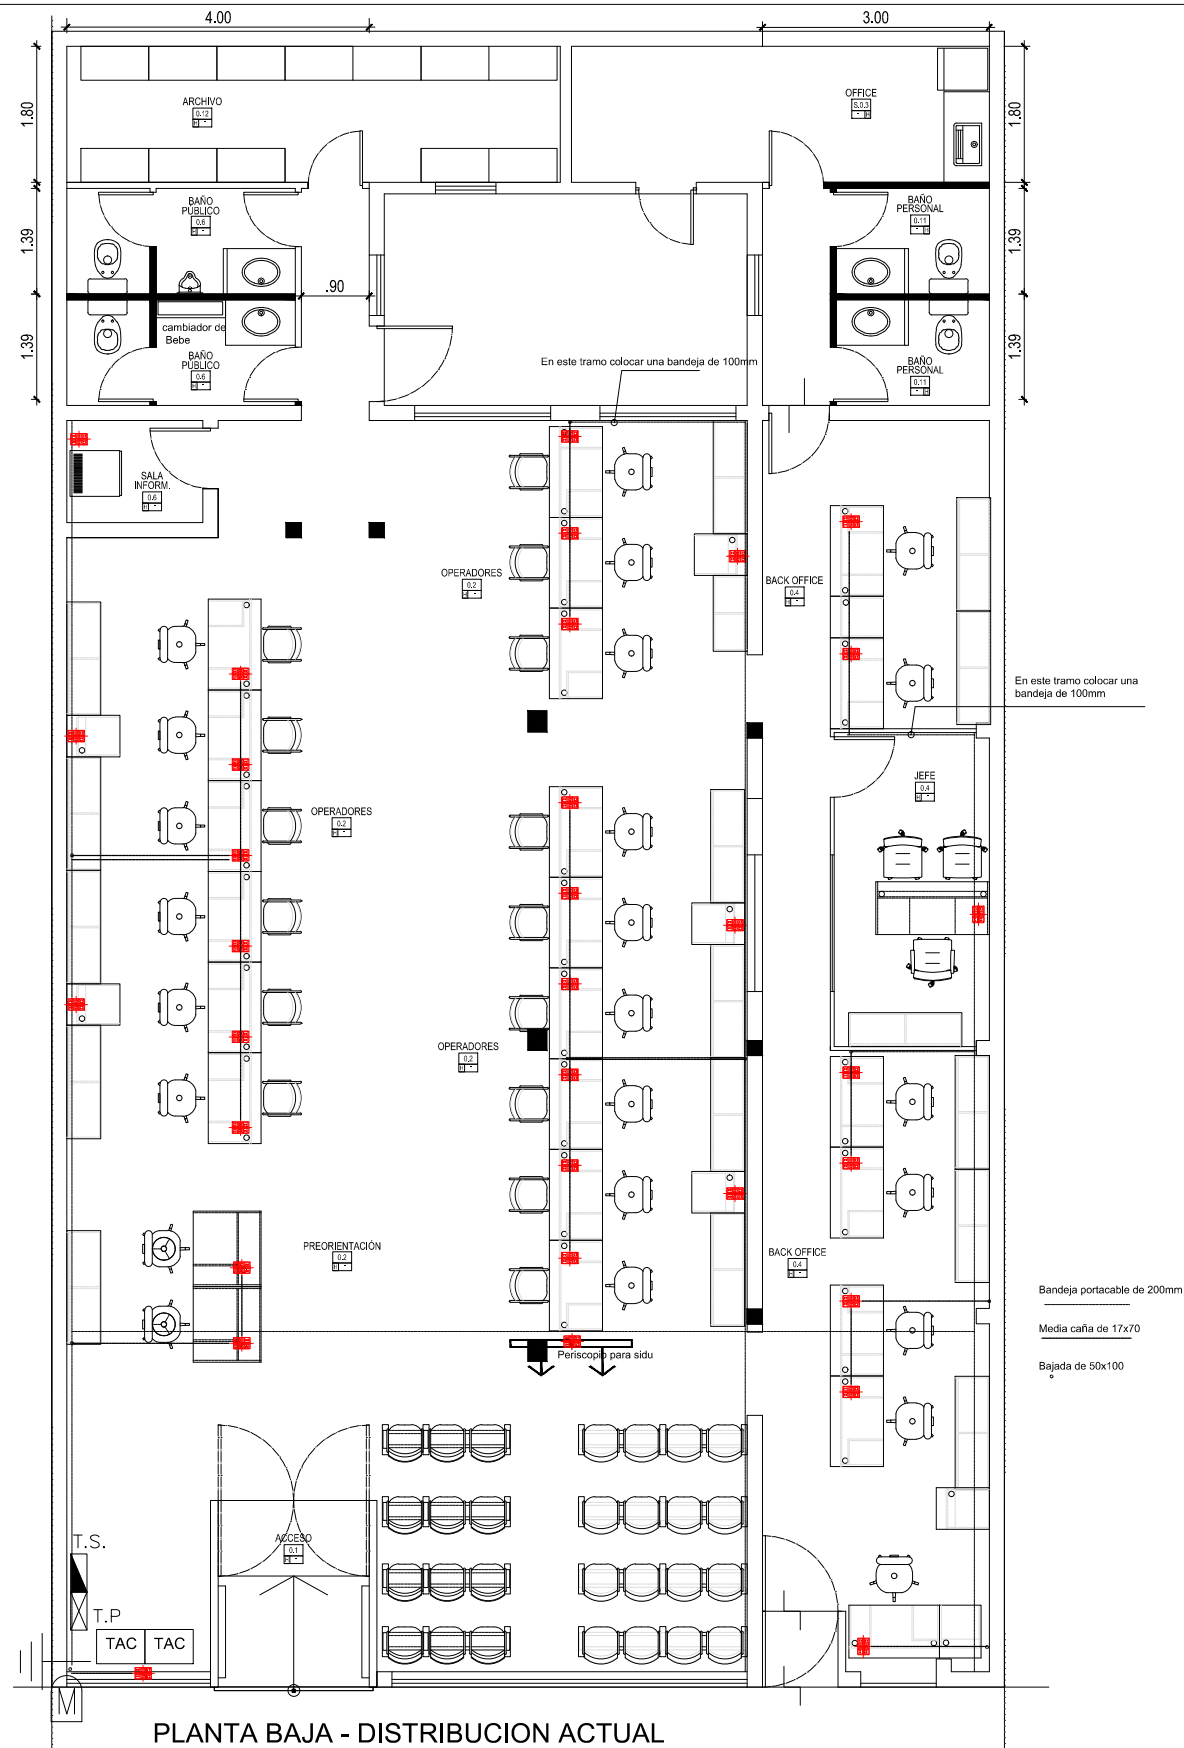 4.00
3.00
1.80
ARCHIVO
0.12
H -
OFFICE
S.0.3
- H
1.80
BAÑO
PÚBLICO
0.6
H -
BAÑO
PERSONAL
0.11
- H
1.39
1.39
.90
cambiador de
Bebe
1.39
1.39
BAÑO
PÚBLICO
0.6
H -
BAÑO
PERSONAL
0.11
- H
En este tramo colocar una bandeja de 100mm
SALA
INFORM.
0.6
H -
OPERADORES
0.2
H -
BACK OFFICE
0.4
H -
En este tramo colocar una
bandeja de 100mm
JEFE
0.4
H -
OPERADORES
0.2
H -
OPERADORES
0.2
H -
PREORIENTACIÓN
0.2
H -
BACK OFFICE
0.4
H -
Bandeja portacable de 200mm
Media caña de 17x70
Bajada de 50x100
Periscopio para sidu
ACCESO
0.1
H -
T.S.
T.P
TAC
TAC
M
PLANTA BAJA - DISTRIBUCION ACTUAL